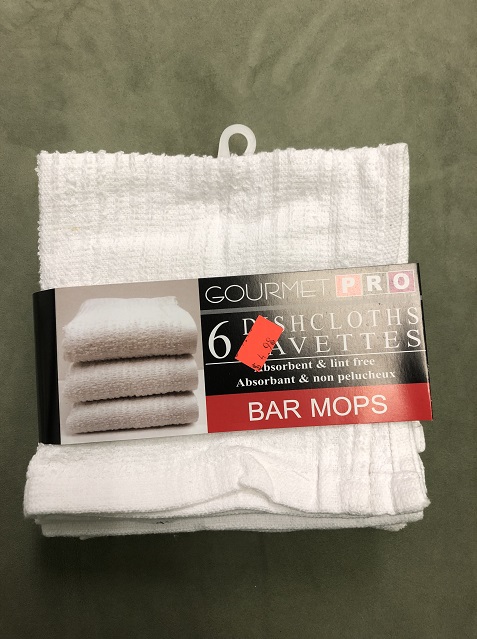 GOURMET PRO
6 DISHCLOTHS
LAVETTES
Absorbent & lint free
Absorbant & non pelucheux
BAR MOPS